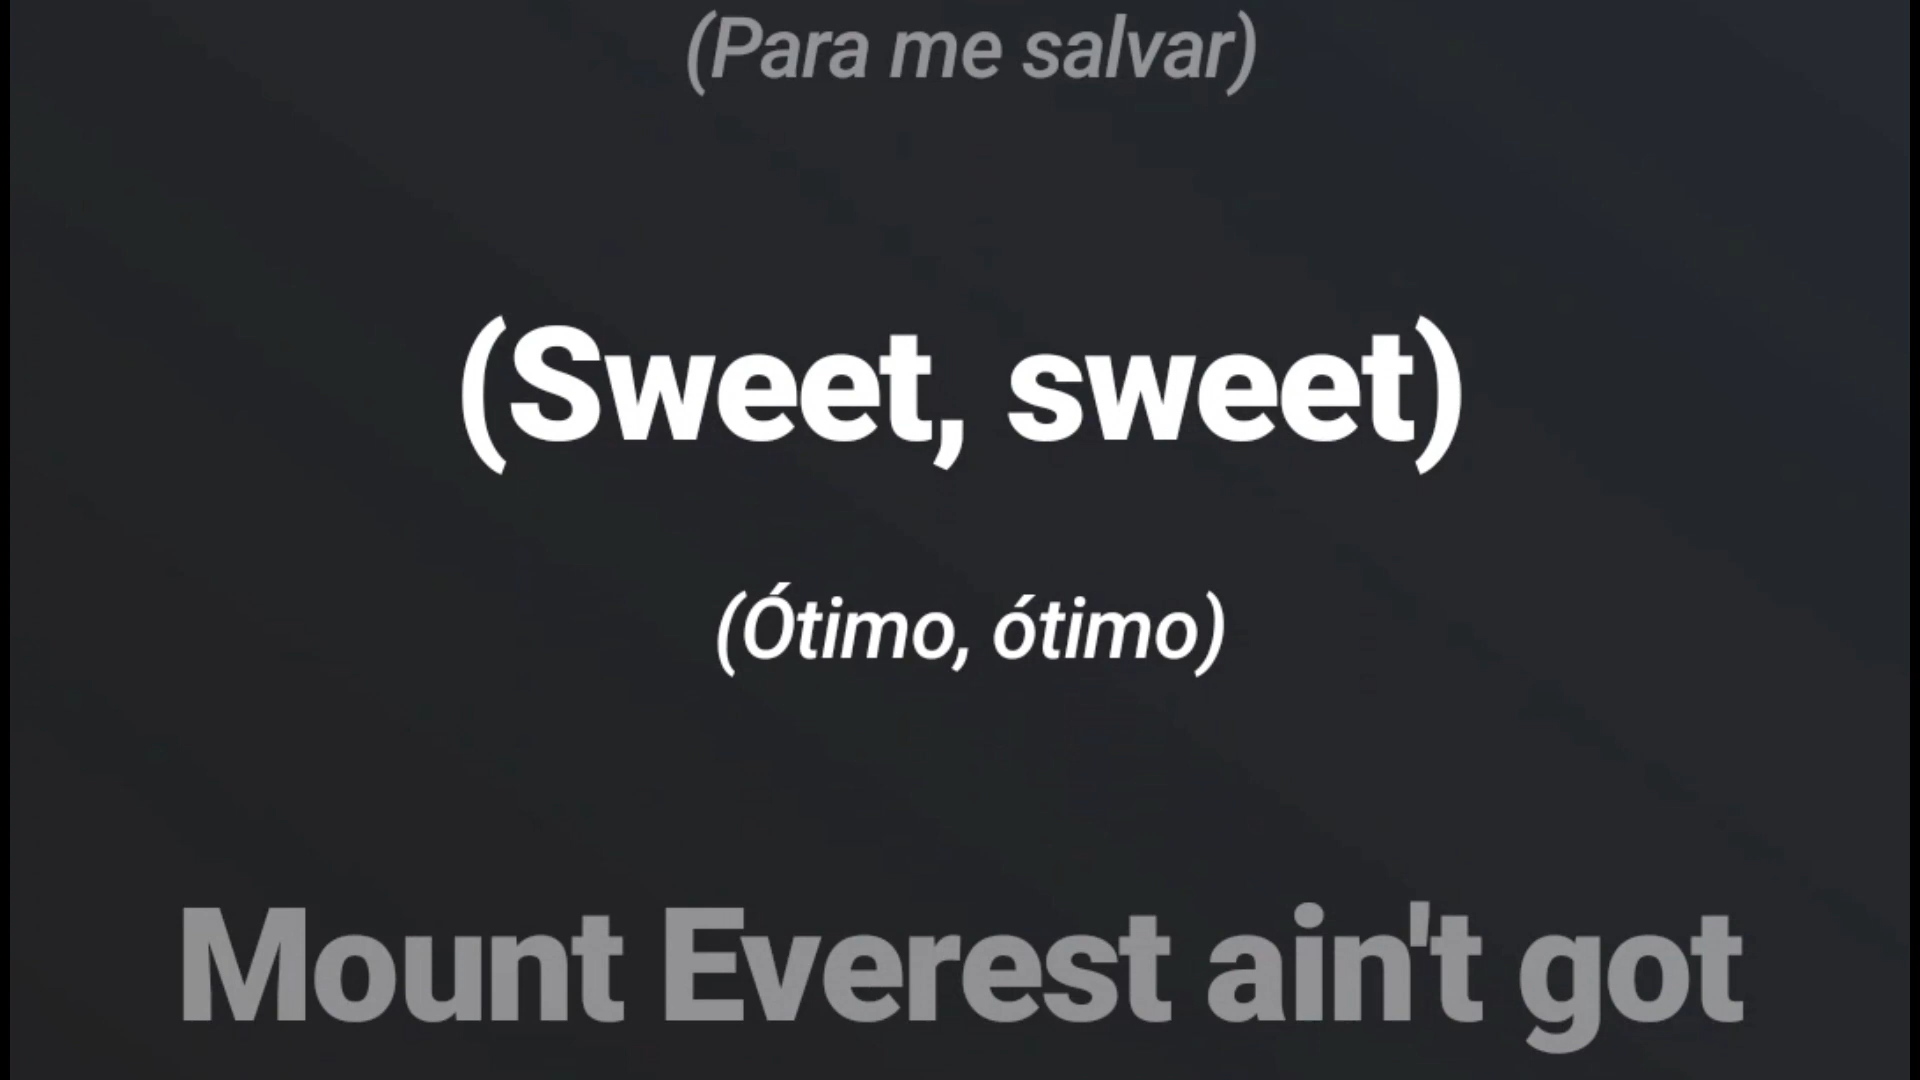 (Para me salvar)
(Sweet, sweet)
(Ótimo, ótimo)
Mount Everest ain't got